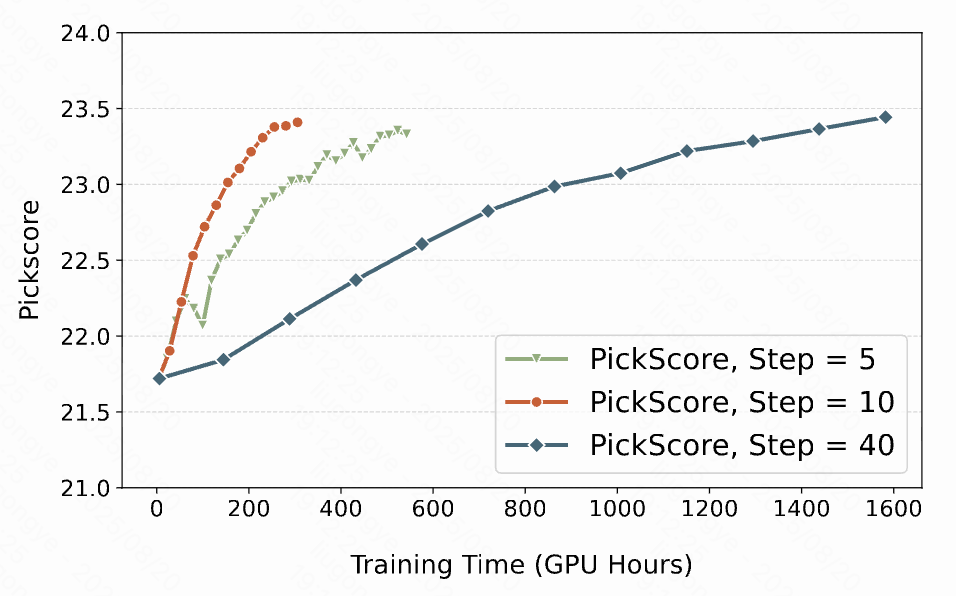 24.0
23.5
23.0
22.5
22.0
21.5
21.0
Pickscore
PickScore, Step = 5
PickScore, Step = 10
PickScore, Step = 40
0 200 400 600 800 1000 1200 1400 1600
Training Time (GPU Hours)